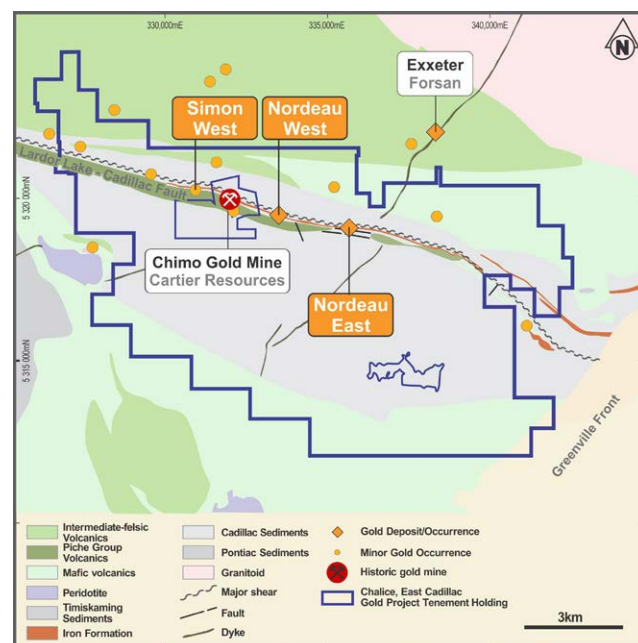 330,000mE
335,000mE
340,000mE
N
Exxeter
Forsan
Simon
West
Nordeau
West
Lardor Lake - Cadillac Fault
5 320 000mN
Chimo Gold Mine
Cartier Resources
Nordeau
East
5 315 000mN
Greenville Front
Intermediate-felsic
Volcanics
Piche Group
Volcanics
Mafic volcanics
Peridotite
Timiskaming
Sediments
Iron Formation
Cadillac Sediments
Pontiac Sediments
Granitoid
Major shear
Fault
Dyke
Gold Deposit/Occurrence
Minor Gold Occurrence
Historic gold mine
Chalice, East Cadillac
Gold Project Tenement Holding
3km